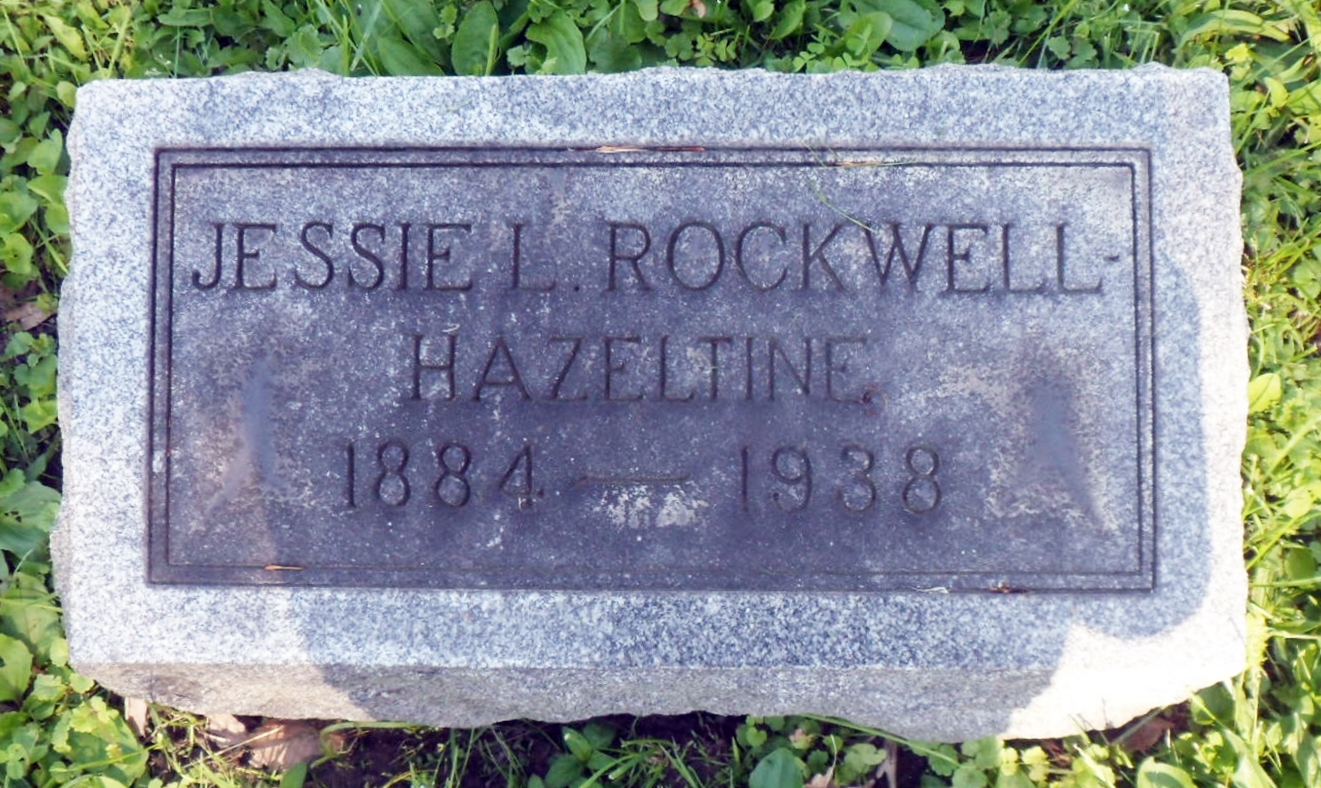 JESSIE L. ROCKWELL-
HAZELTINE
1884 — 1938